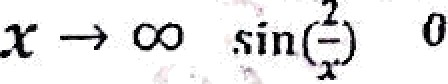 x → ∞ sin(2/x) 0